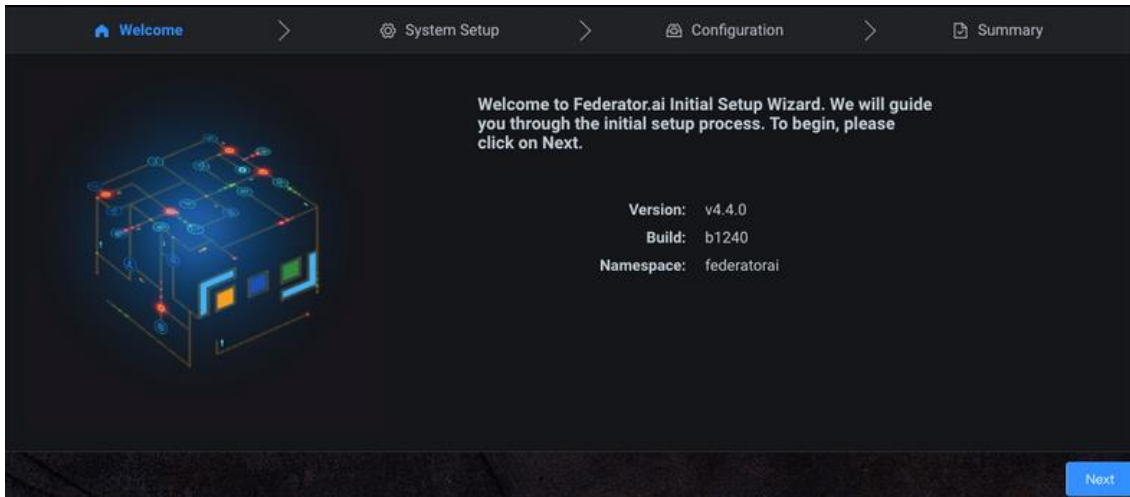 Welcome
System Setup
Configuration
Summary
Welcome to Federator.ai Initial Setup Wizard. We will guide
you through the initial setup process. To begin, please
click on Next.
Version: v4.4.0
Build: b1240
Namespace: federatorai
Next